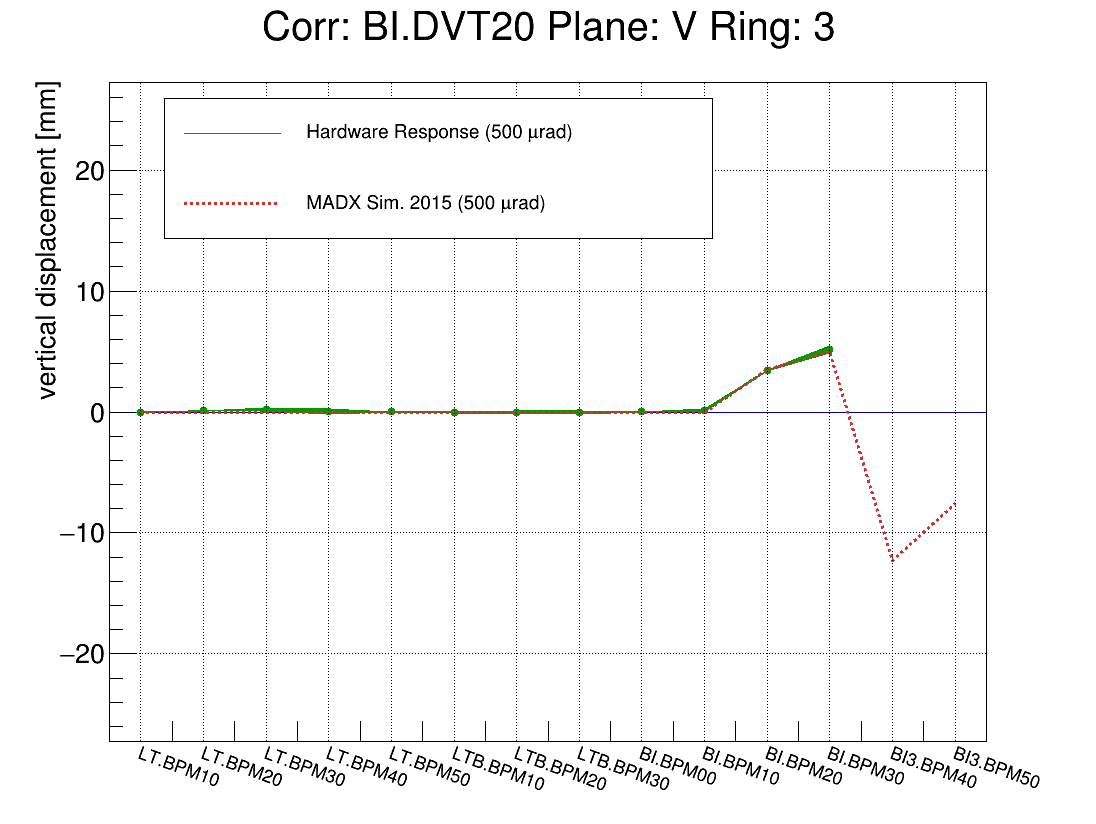 Corr: BI.DVT20 Plane: V Ring: 3
vertical displacement [mm]
Hardware Response (500 μrad)
MADX Sim. 2015 (500 μrad)
20
10
0
−10
−20
LT.BPM10
LT.BPM20
LT.BPM30
LT.BPM40
LT.BPM50
LTB.BPM10
LTB.BPM20
LTB.BPM30
BI.BPM00
BI.BPM10
BI.BPM20
BI.BPM30
BI3.BPM40
BI3.BPM50